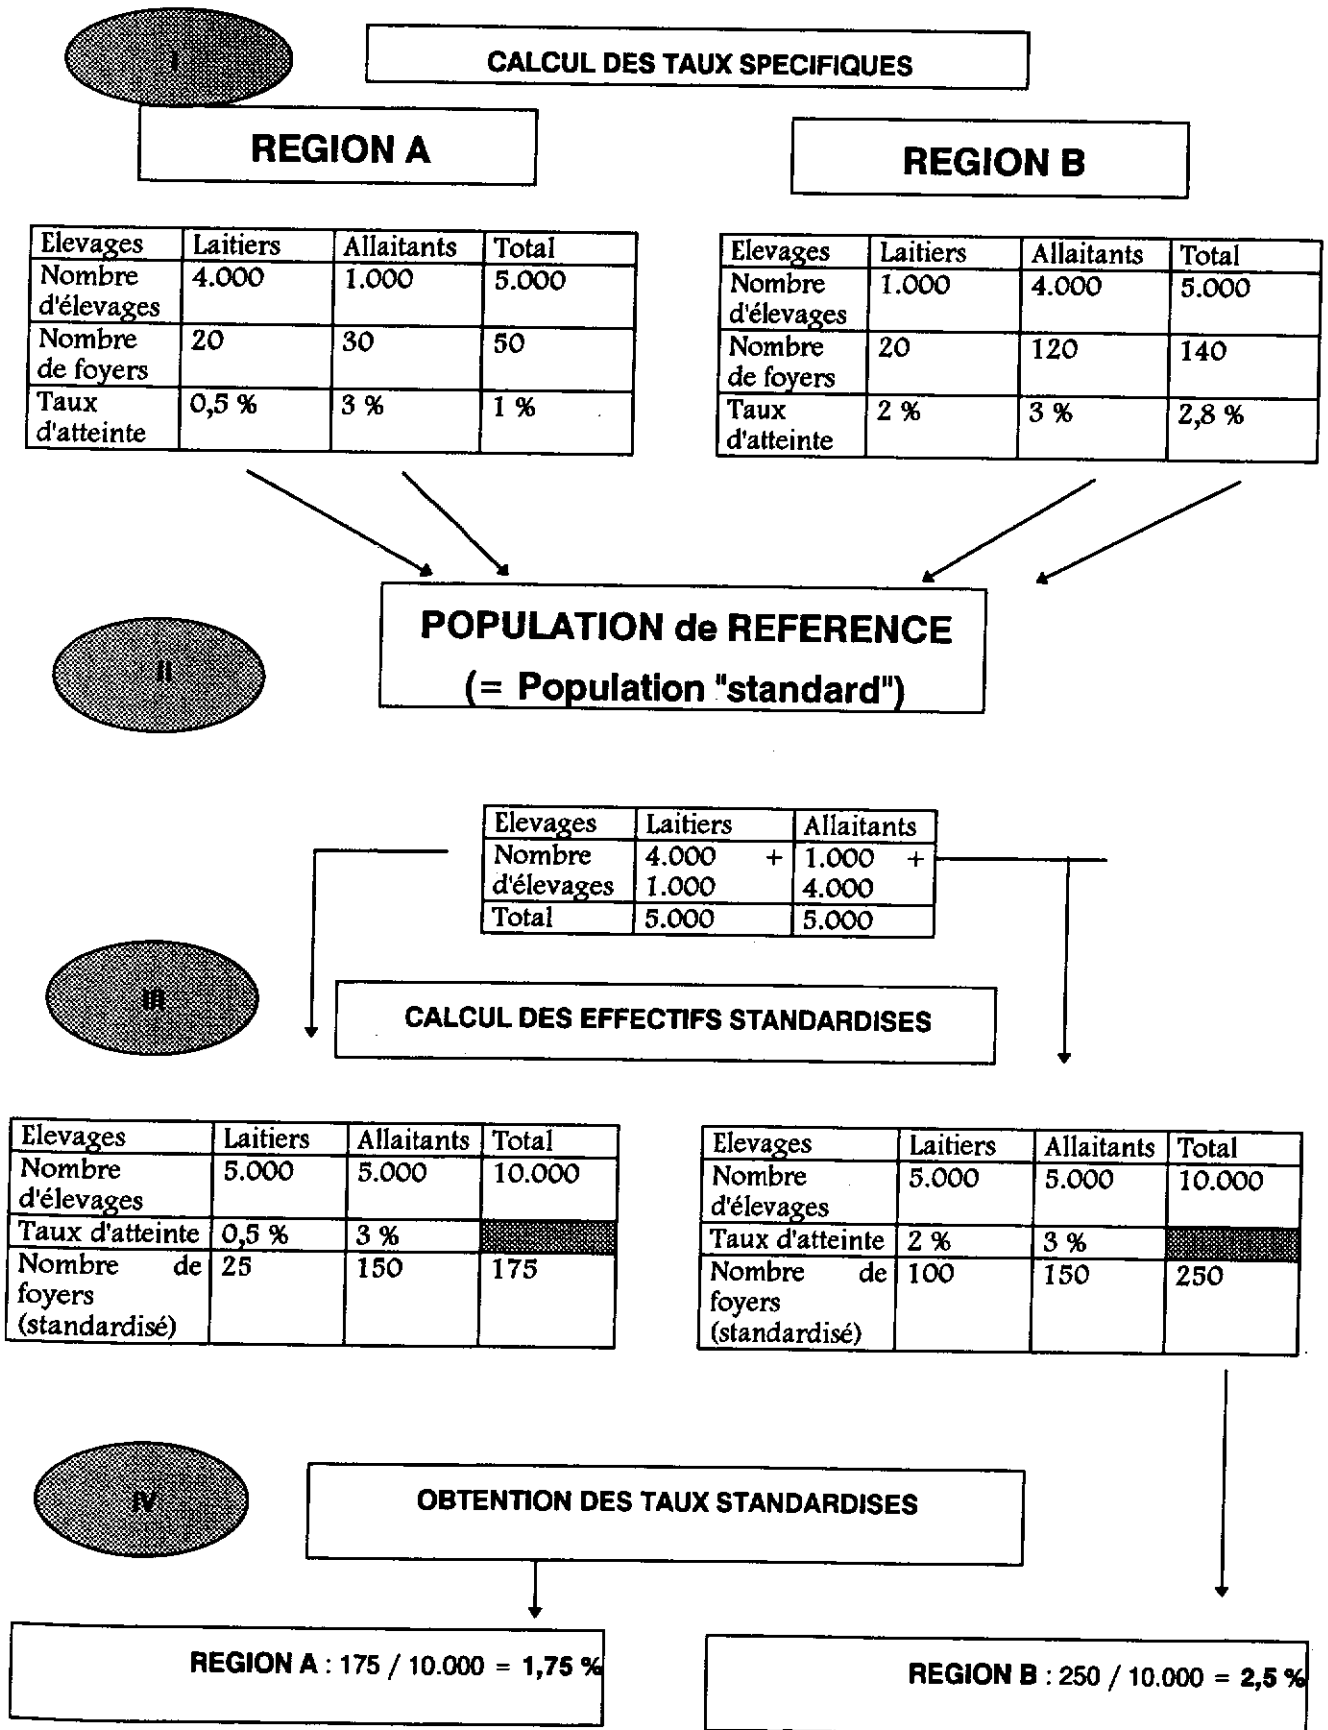 I
CALCUL DES TAUX SPECIFIQUES
REGION A
REGION B
Elevages Laitiers Allaitants Total
Nombre d'élevages 4.000 1.000 5.000
Nombre de foyers 20 30 50
Taux d'atteinte 0,5 % 3 % 1 %
Elevages Laitiers Allaitants Total
Nombre d'élevages 1.000 4.000 5.000
Nombre de foyers 20 120 140
Taux d'atteinte 2 % 3 % 2,8 %
II
POPULATION de REFERENCE
(= Population "standard")
Elevages Laitiers Allaitants
Nombre 4.000 + 1.000 +
d'élevages 1.000 4.000
Total 5.000 5.000
III
CALCUL DES EFFECTIFS STANDARDISES
Elevages Laitiers Allaitants Total
Nombre d'élevages 5.000 5.000 10.000
Taux d'atteinte 0,5 % 3 %
Nombre de foyers (standardisé) 25 150 175
Elevages Laitiers Allaitants Total
Nombre d'élevages 5.000 5.000 10.000
Taux d'atteinte 2 % 3 %
Nombre de foyers (standardisé) 100 150 250
IV
OBTENTION DES TAUX STANDARDISES
REGION A : 175 / 10.000 = 1,75 %
REGION B : 250 / 10.000 = 2,5 %